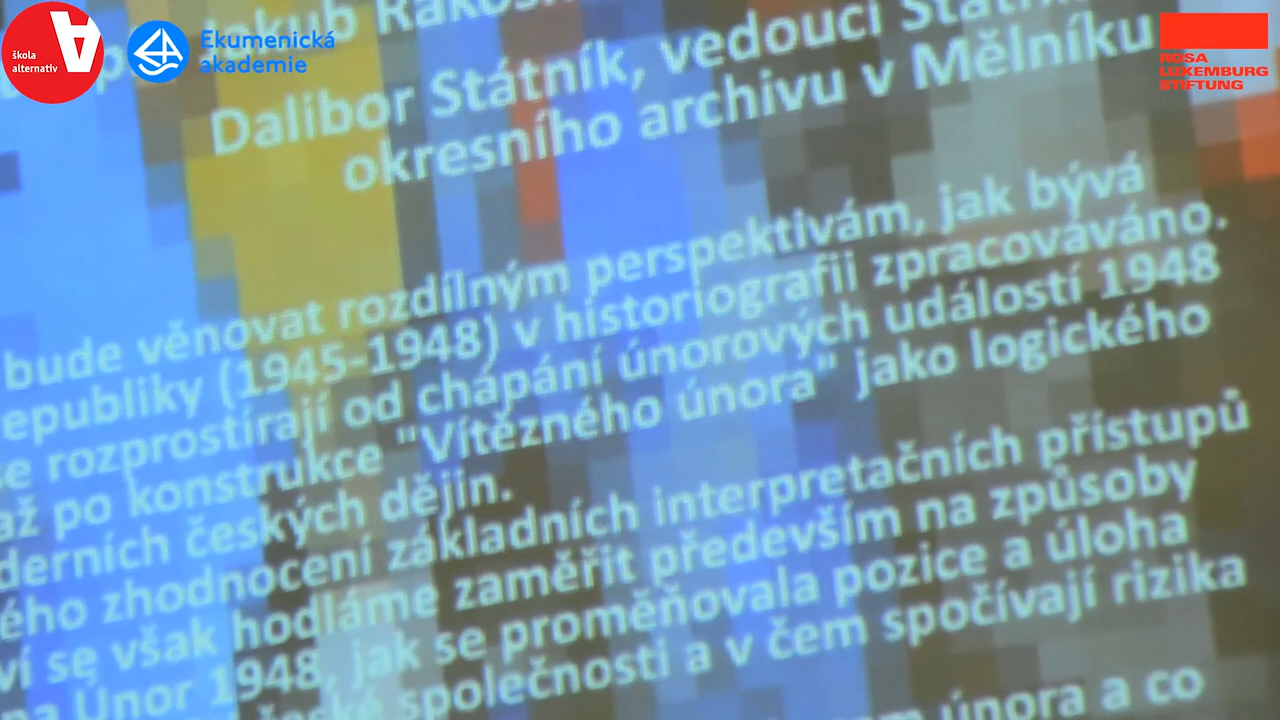 škola
alternativ
Ekumenická
akademie
ROSA
LUXEMBURG
STIFTUNG
Jakub
Dalibor Státník, vedoucí
okresního archivu v Mělníku
bude věnovat rozdílným perspektivám, jak bývá
epubliky (1945-1948) v historiografii zpracováváno.
se rozprostírají od chápání únorových událostí 1948
až po konstrukce "Vítězného února" jako logického
derních českých dějin.
ého zhodnocení základních interpretačních přístupů
ví se však hodláme zaměřit především na způsoby
na Únor 1948, jak se proměňovala pozice a úloha
české společnosti a v čem spočívají rizika
února a co